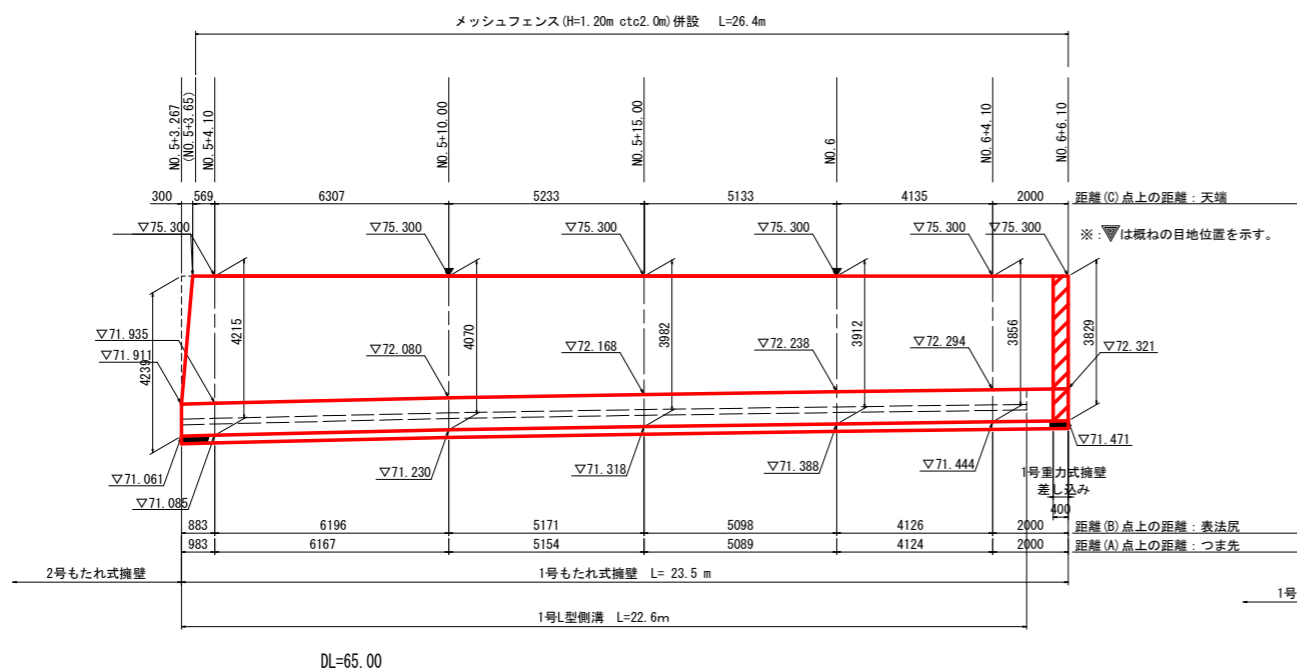 メッシュフェンス(H=1.20m ctc2.0m)併設 L=26.4m
NO.5+3.267
(NO.5+3.65)
NO.5+4.10
NO.5+10.00
NO.5+15.00
NO.6
NO.6+4.10
NO.6+6.10
300 569 6307 5233 5133 4135 2000 距離(C)点上の距離：天端
▽75.300 ▽75.300 ▽75.300 ▽75.300 ▽75.300 ▽75.300
※:▼は概ねの目地位置を示す。
4239 4215 4070 3982 3912 3856 3829
▽71.935
▽71.911 ▽72.080 ▽72.168 ▽72.238 ▽72.294 ▽72.321
▽71.061 ▽71.230 ▽71.318 ▽71.388 ▽71.444 ▽71.471
▽71.085
1号重力式擁壁
差し込み
400
883 6196 5171 5098 4126 2000 距離(B)点上の距離：表法尻
983 6167 5154 5089 4124 2000 距離(A)点上の距離：つま先
2号もたれ式擁壁 1号もたれ式擁壁 L= 23.5 m
1号
1号L型側溝 L=22.6m
DL=65.00